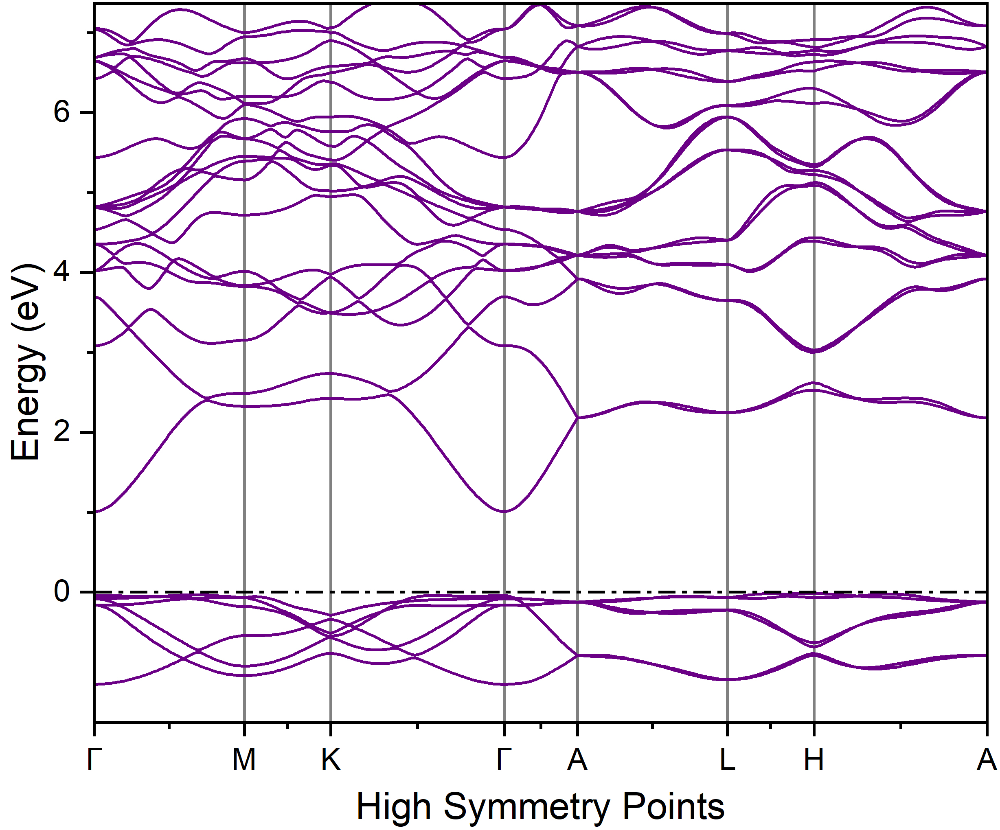 Energy (eV)
6
4
2
0
Γ M K Γ A L H A
High Symmetry Points